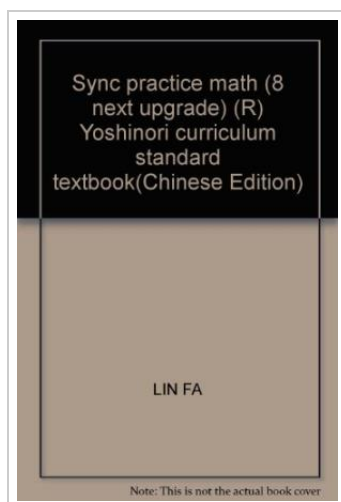 Sync practice math (8
next upgrade) (R)
Yoshinori curriculum
standard
textbook(Chinese Edition)
LIN FA
Note: This is not the actual book cover